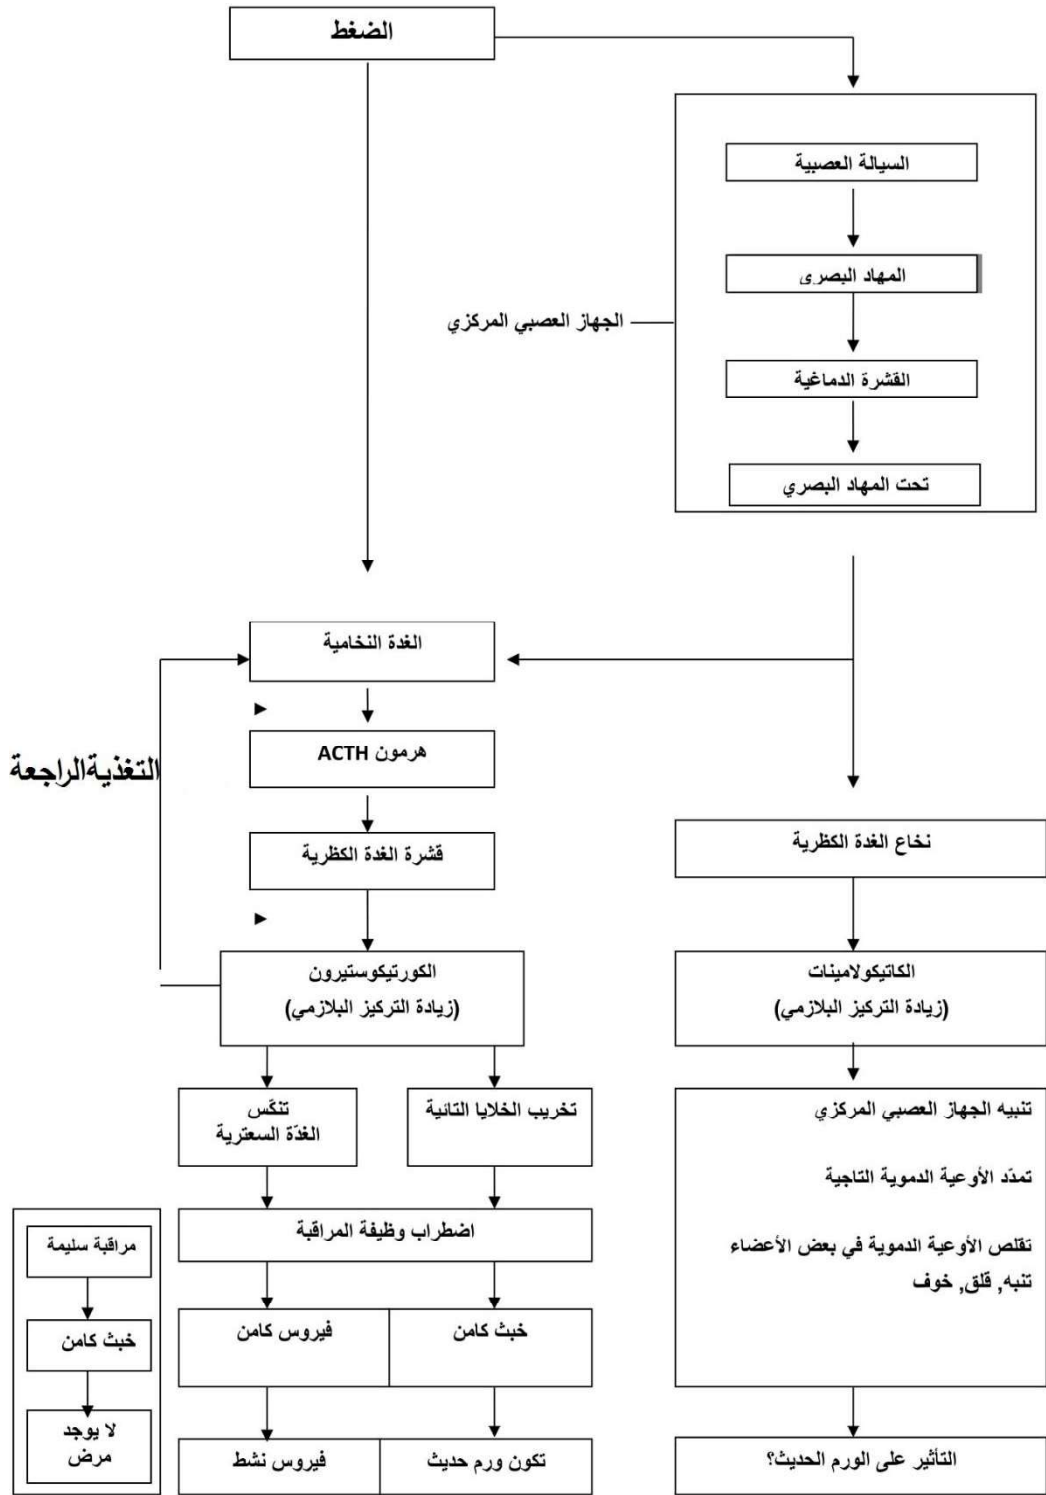 الضغط
السيالة العصبية
المهاد البصري
الجهاز العصبي المركزي
القشرة الدماغية
تحت المهاد البصري
الغدة النخامية
هرمون ACTH
التغذية الراجعة
قشرة الغدة الكظرية
نخاع الغدة الكظرية
الكورتيكوستيرون
(زيادة التركيز البلازمي)
الكاتيكولامينات
(زيادة التركيز البلازمي)
تخريب الخلايا التائية
تنكّس
الغدّة السعترية
تنبيه الجهاز العصبي المركزي
تمدّد الأوعية الدموية التاجية
تقلص الأوعية الدموية في بعض الأعضاء
تنبه, قلق, خوف
اضطراب وظيفة المراقبة
مراقبة سليمة
خبث كامن
فيروس كامن
خبث كامن
لا يوجد
مرض
التأثير على الورم الحديث؟
تكون ورم حديث
فيروس نشط